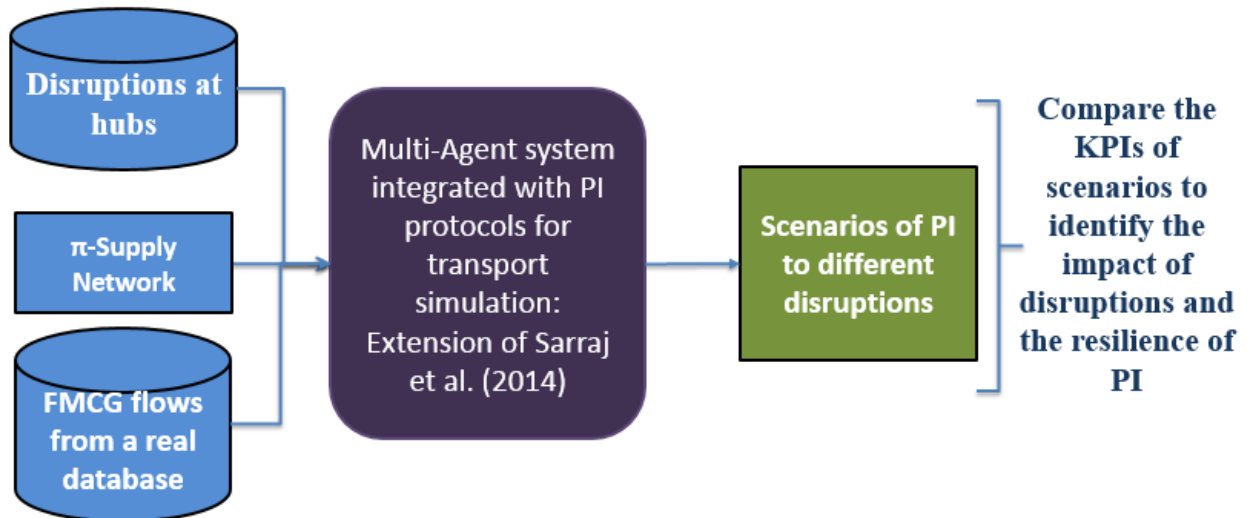 Disruptions at
hubs
π-Supply
Network
FMCG flows
from a real
database
Multi-Agent system
integrated with PI
protocols for
transport
simulation:
Extension of Sarraj
et al. (2014)
Scenarios of PI
to different
disruptions
Compare the
KPIs of
scenarios to
identify the
impact of
disruptions and
the resilience of
PI